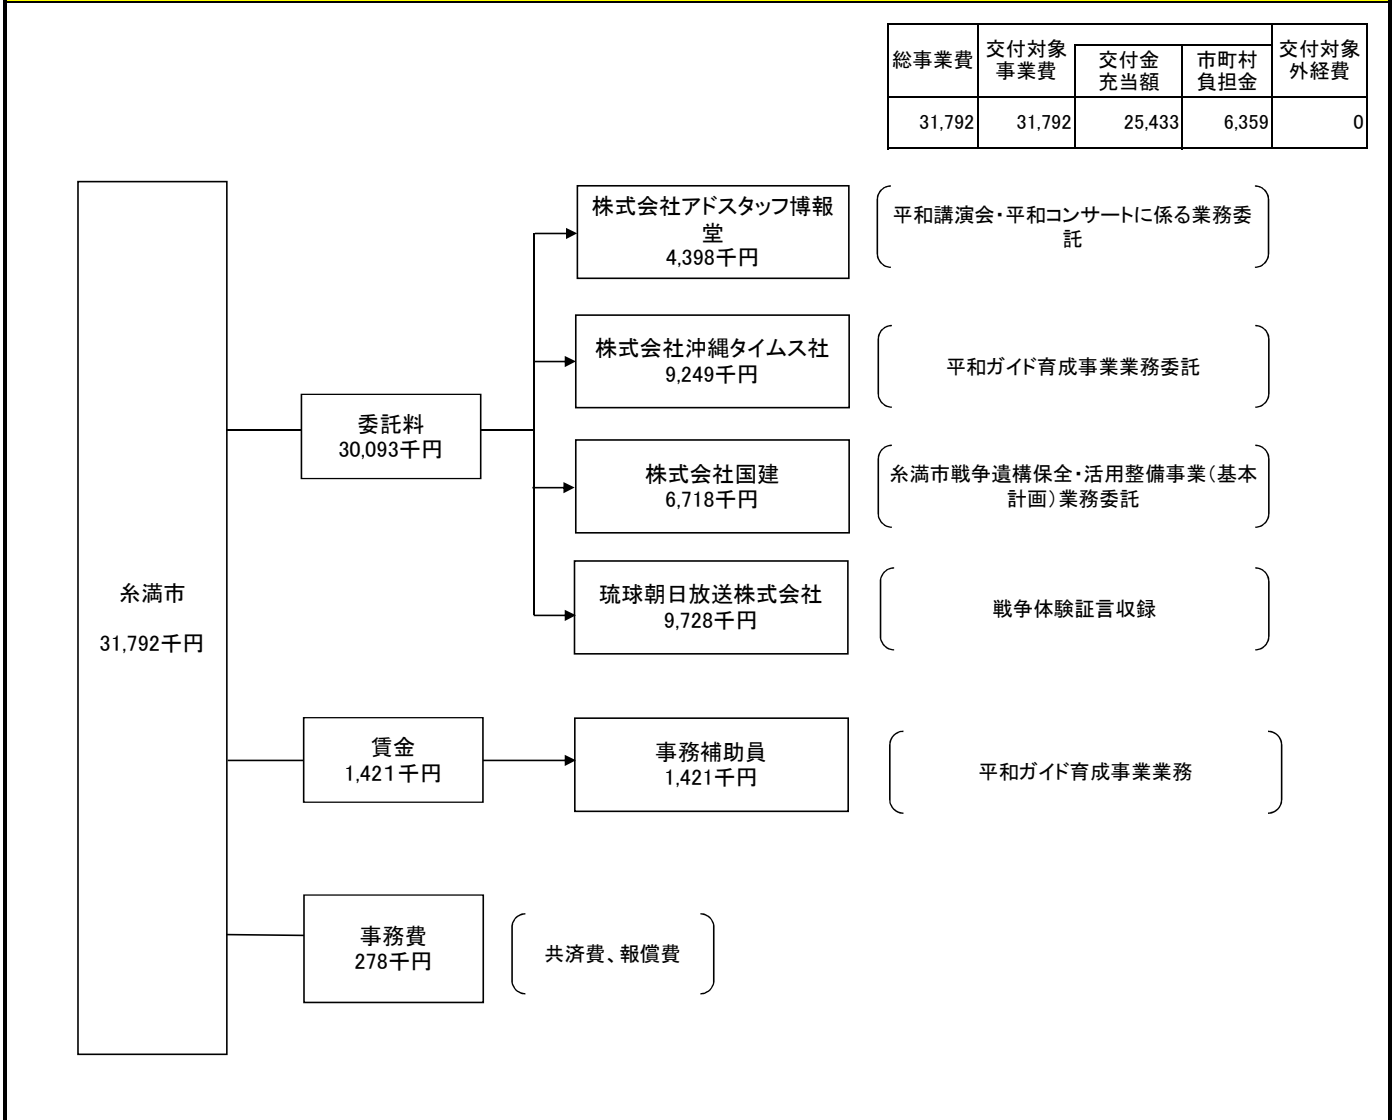 総事業費
交付対象
事業費
交付金
充当額
市町村
負担金
交付対象
外経費
31,792
31,792
25,433
6,359
0
株式会社アドスタッフ博報
堂
4,398千円
平和講演会・平和コンサートに係る業務委
託
株式会社沖縄タイムス社
9,249千円
平和ガイド育成事業業務委託
委託料
30,093千円
株式会社国建
6,718千円
糸満市戦争遺構保全・活用整備事業(基本
計画)業務委託
糸満市
31,792千円
琉球朝日放送株式会社
9,728千円
戦争体験証言収録
賃金
1,421千円
事務補助員
1,421千円
平和ガイド育成事業業務
事務費
278千円
共済費、報償費